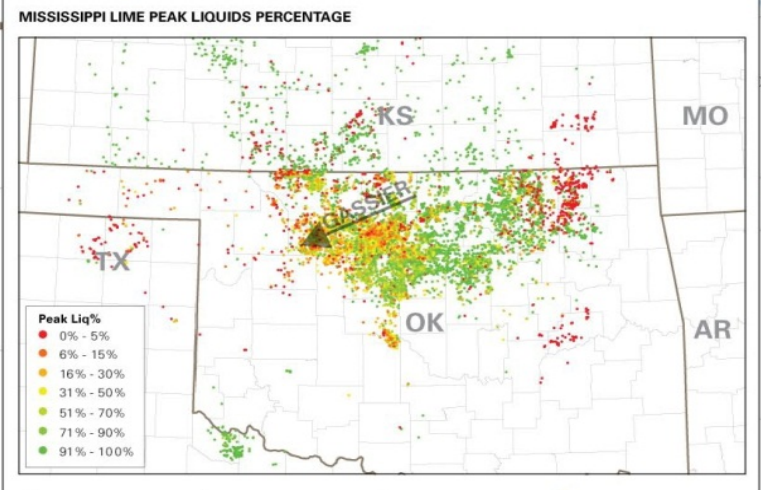 MISSISSIPPI LIME PEAK LIQUIDS PERCENTAGE
KS
MO
GASSIER
TX
OK
AR
Peak Liq%
0% - 5%
6% - 15%
16% - 30%
31% - 50%
51% - 70%
71% - 90%
91% - 100%